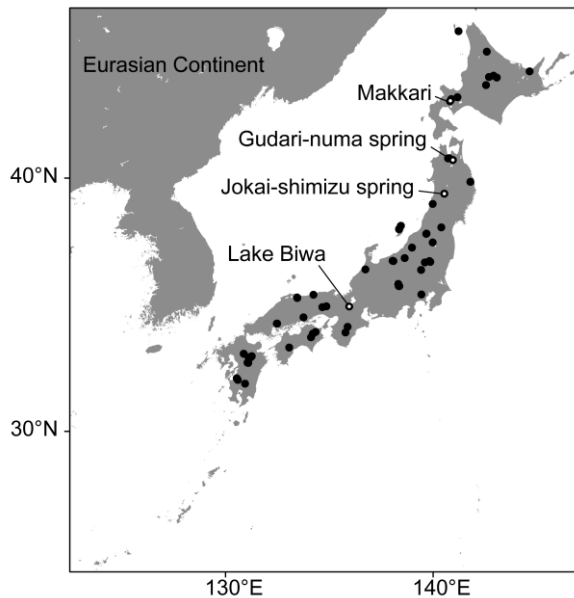 Eurasian Continent
Makkari
Gudari-numa spring
40°N
Jokai-shimizu spring
Lake Biwa
30°N
130°E
140°E